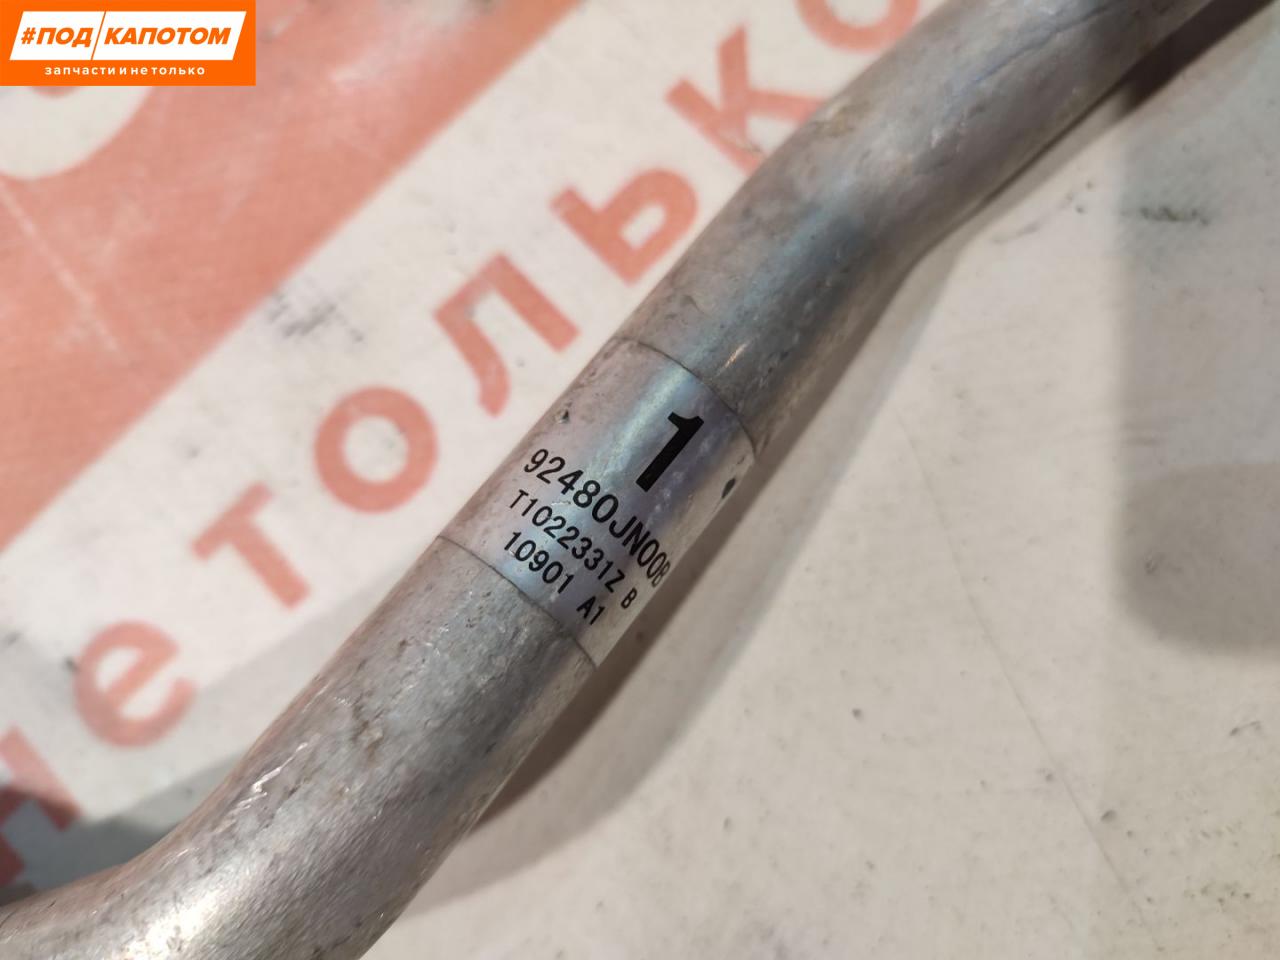 #ПОД КАПОТОМ
запчасти и не только
не только
1
92480JN00B
T1022331Z B
10901 A1